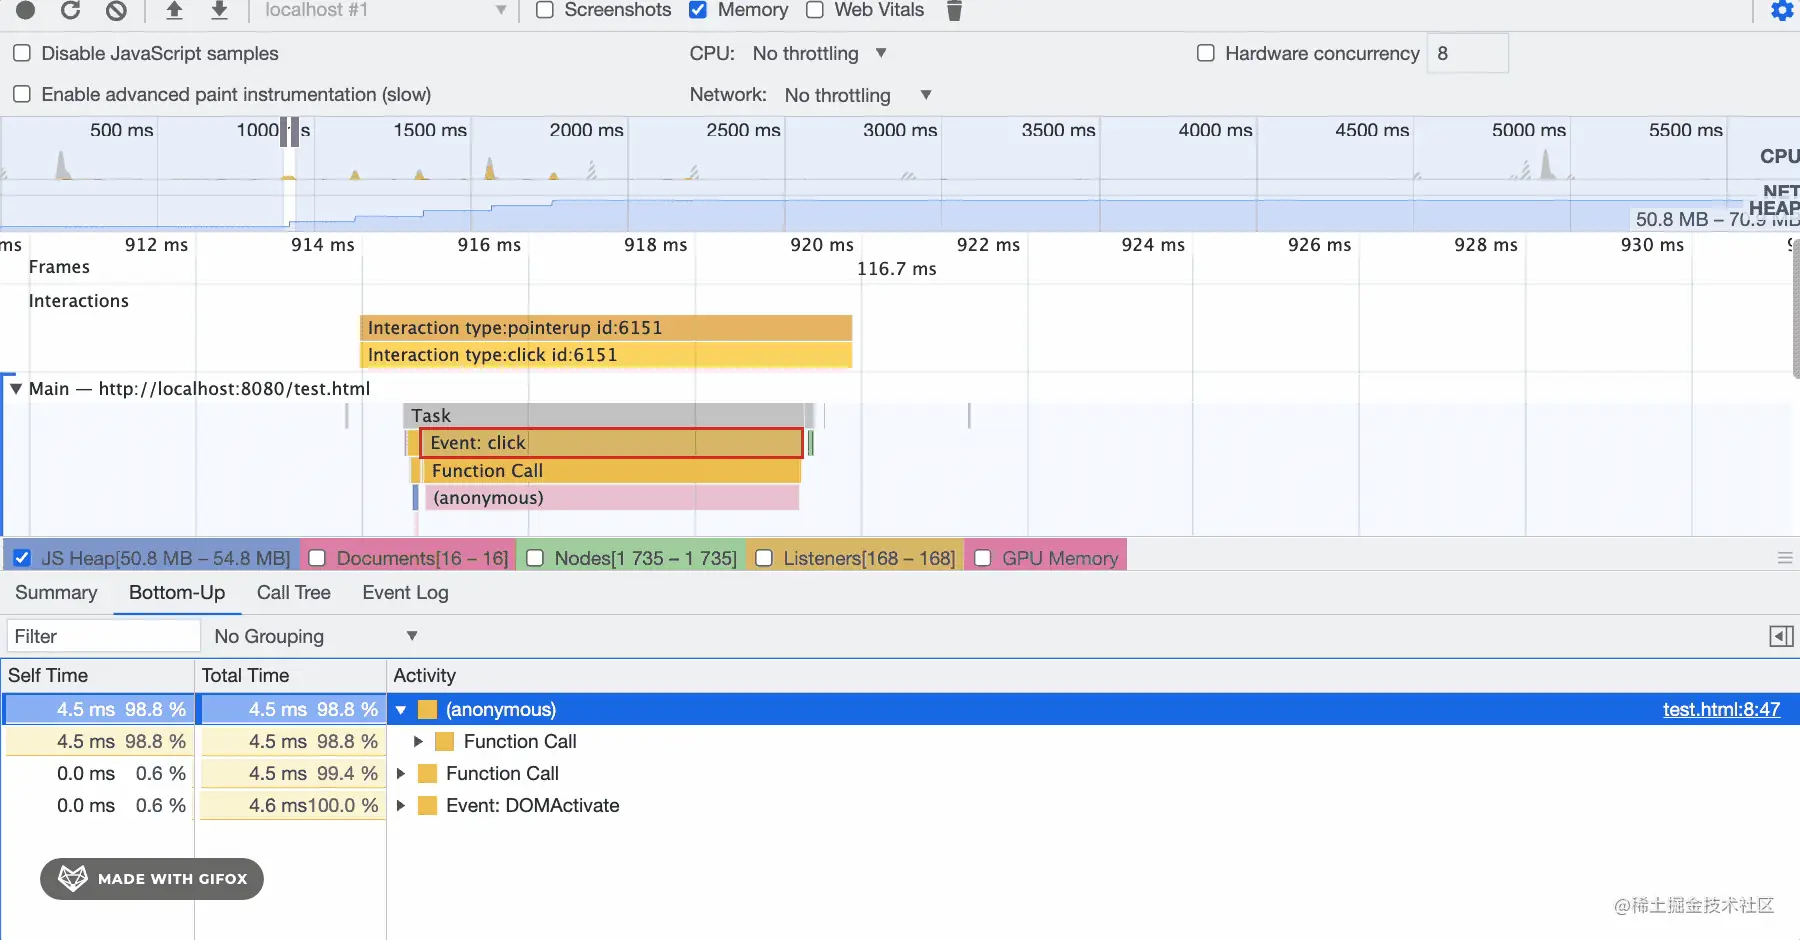 localhost #1 Screenshots Memory Web Vitals
Disable JavaScript samples CPU: No throttling Hardware concurrency 8
Enable advanced paint instrumentation (slow) Network: No throttling
500 ms 1000 s 1500 ms 2000 ms 2500 ms 3000 ms 3500 ms 4000 ms 4500 ms 5000 ms 5500 ms
CPU
NET
HEAP
50.8 MB – 70.9 MB
ms 912 ms 914 ms 916 ms 918 ms 920 ms 922 ms 924 ms 926 ms 928 ms 930 ms
Frames 116.7 ms
Interactions
Interaction type:pointerup id:6151
Interaction type:click id:6151
Main — http://localhost:8080/test.html
Task
Event: click
Function Call
(anonymous)
JS Heap[50.8 MB – 54.8 MB] Documents[16 – 16] Nodes[1 735 – 1 735] Listeners[168 – 168] GPU Memory
Summary Bottom-Up Call Tree Event Log
Filter No Grouping
Self Time Total Time Activity
4.5 ms 98.8 % 4.5 ms 98.8 % (anonymous) test.html:8:47
4.5 ms 98.8 % 4.5 ms 98.8 % Function Call
0.0 ms 0.6 % 4.5 ms 99.4 % Function Call
0.0 ms 0.6 % 4.6 ms 100.0 % Event: DOMActivate
MADE WITH GIFOX
@稀土掘金技术社区